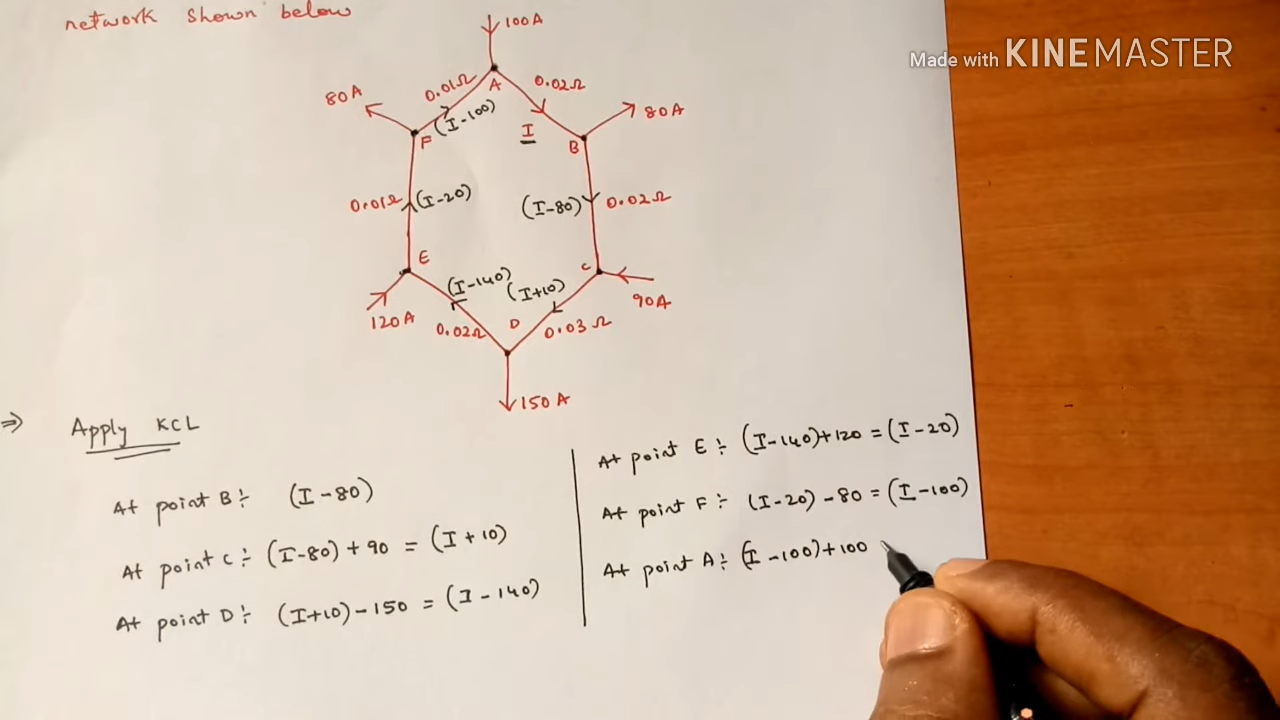 network shown below
Made with KINEMASTER
100A
0.01Ω
A
0.02Ω
80A
(I-100)
I
80A
F
B
0.01Ω
(I-20)
(I-80)
0.02Ω
E
C
(I-140)
(I+10)
90A
120A
0.02Ω
D
0.03Ω
150A
⇒ Apply KCL
At point B:- (I-80)
At point C:- (I-80)+90 = (I+10)
At point D:- (I+10)-150 = (I-140)
At point E:- (I-140)+120 = (I-20)
At point F:- (I-20)-80 = (I-100)
At point A:- (I-100)+100